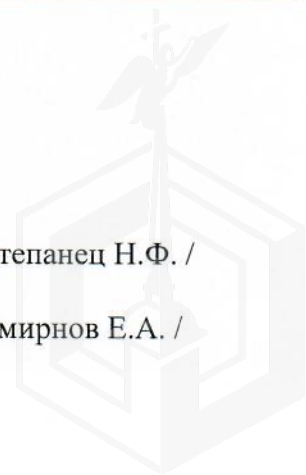 тепанец Н.Ф. /
мирнов Е.А. /